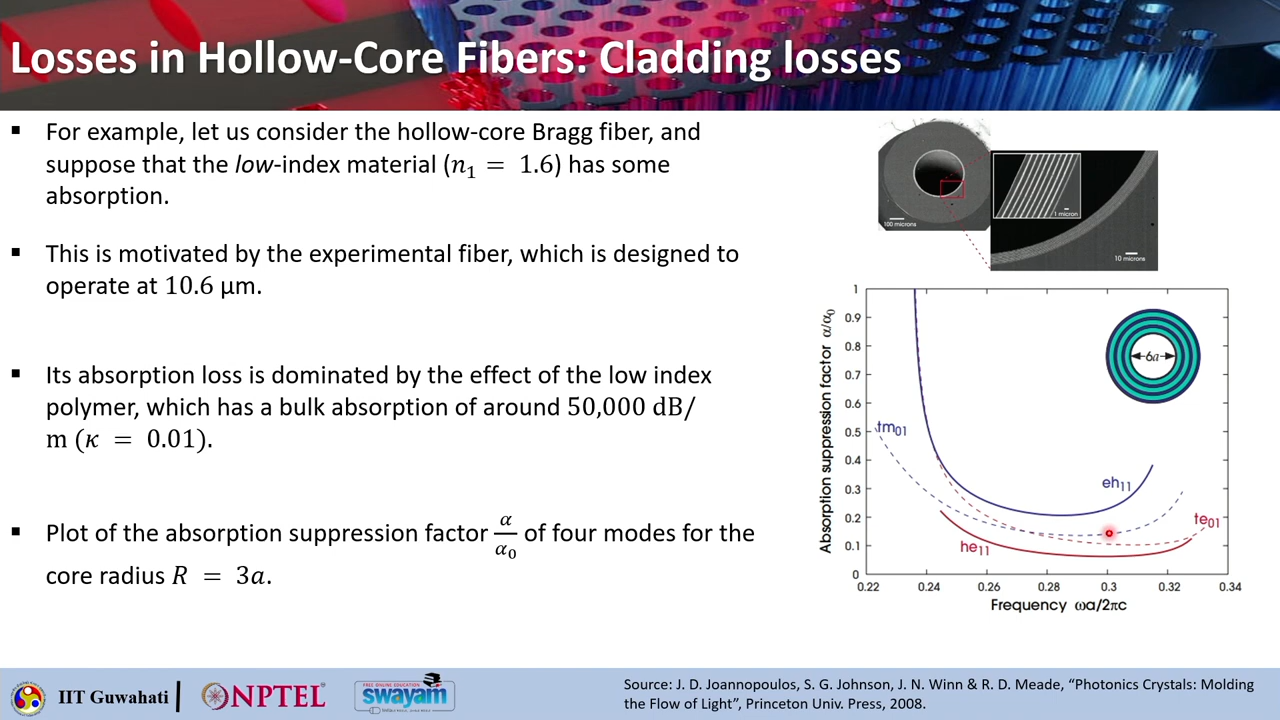 Losses in Hollow-Core Fibers: Cladding losses
▪ For example, let us consider the hollow-core Bragg fiber, and
suppose that the low-index material (n₁ = 1.6) has some
absorption.
▪ This is motivated by the experimental fiber, which is designed to
operate at 10.6 μm.
▪ Its absorption loss is dominated by the effect of the low index
polymer, which has a bulk absorption of around 50,000 dB/
m (κ = 0.01).
▪ Plot of the absorption suppression factor α/α₀ of four modes for the
core radius R = 3a.
100 microns
1 micron
10 microns
Absorption suppression factor α/α₀
1
0.9
0.8
0.7
0.6
0.5
0.4
0.3
0.2
0.1
0
6a
tm₀₁
eh₁₁
te₀₁
he₁₁
0.22 0.24 0.26 0.28 0.3 0.32 0.34
Frequency ωa/2πc
IIT Guwahati
NPTEL
FREE ONLINE EDUCATION
swayam
Source: J. D. Joannopoulos, S. G. Johnson, J. N. Winn & R. D. Meade, “Photonics Crystals: Molding
the Flow of Light”, Princeton Univ. Press, 2008.